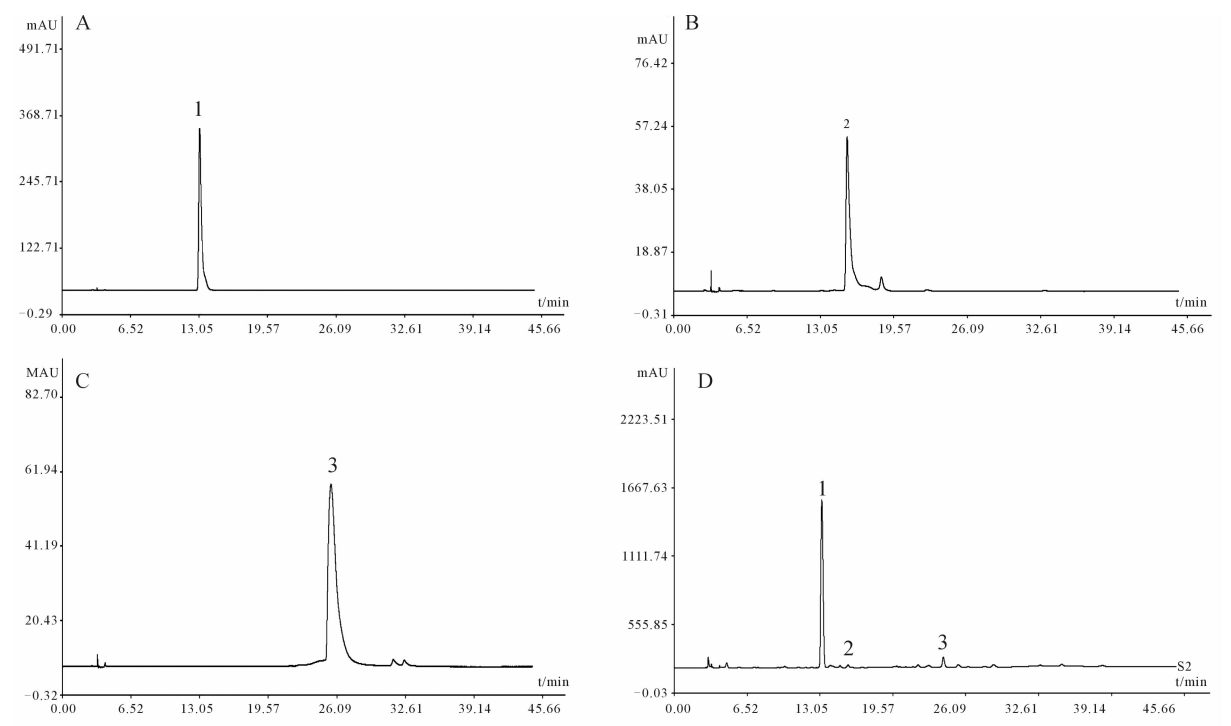 A
mAU
491.71
368.71
245.71
122.71
−0.29
1
t/min
0.00 6.52 13.05 19.57 26.09 32.61 39.14 45.66
B
mAU
76.42
57.24
38.05
18.87
−0.31
2
t/min
0.00 6.52 13.05 19.57 26.09 32.61 39.14 45.66
C
MAU
82.70
61.94
41.19
20.43
−0.32
3
t/min
0.00 6.52 13.05 19.57 26.09 32.61 39.14 45.66
D
mAU
2223.51
1667.63
1111.74
555.85
−0.03
1
2
3
S2
t/min
0.00 6.52 13.05 19.57 26.09 32.61 39.14 45.66